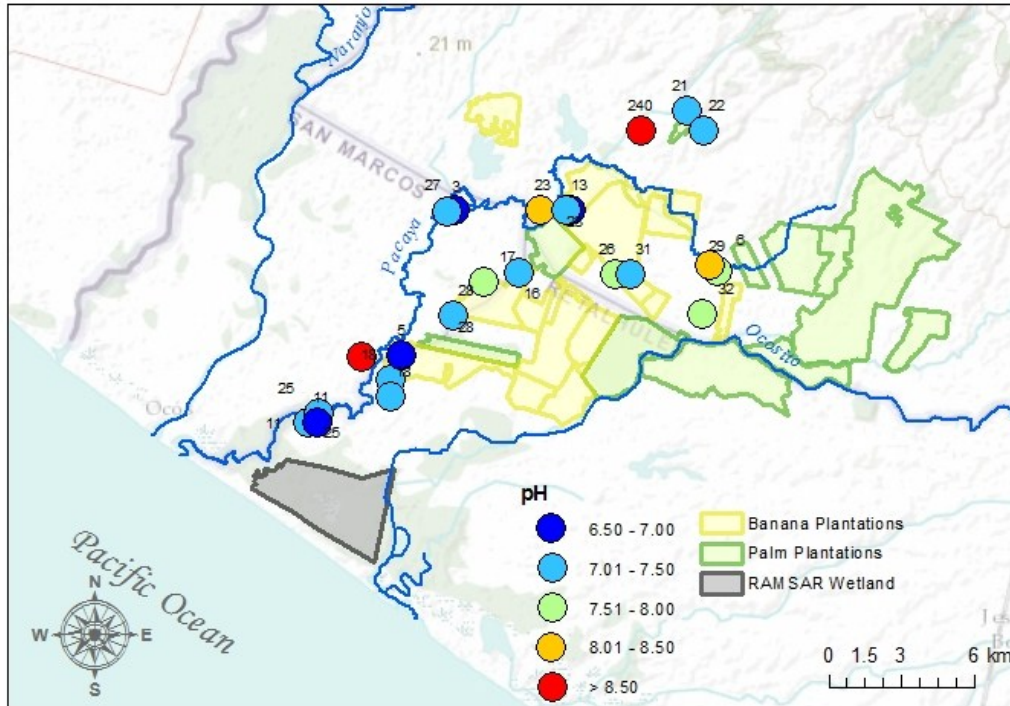 Naranjo
21 m
SAN MARCOS
21
22
240
27
3
23
13
Pacaya
17
26
31
29
6
28
16
RETALHULEU
32
23
5
Ocosito
18
25
11
Ocós
11
25
pH
6.50 - 7.00
7.01 - 7.50
7.51 - 8.00
8.01 - 8.50
> 8.50
Banana Plantations
Palm Plantations
RAMSAR Wetland
Pacific Ocean
N
W
E
S
0 1.5 3 6 km